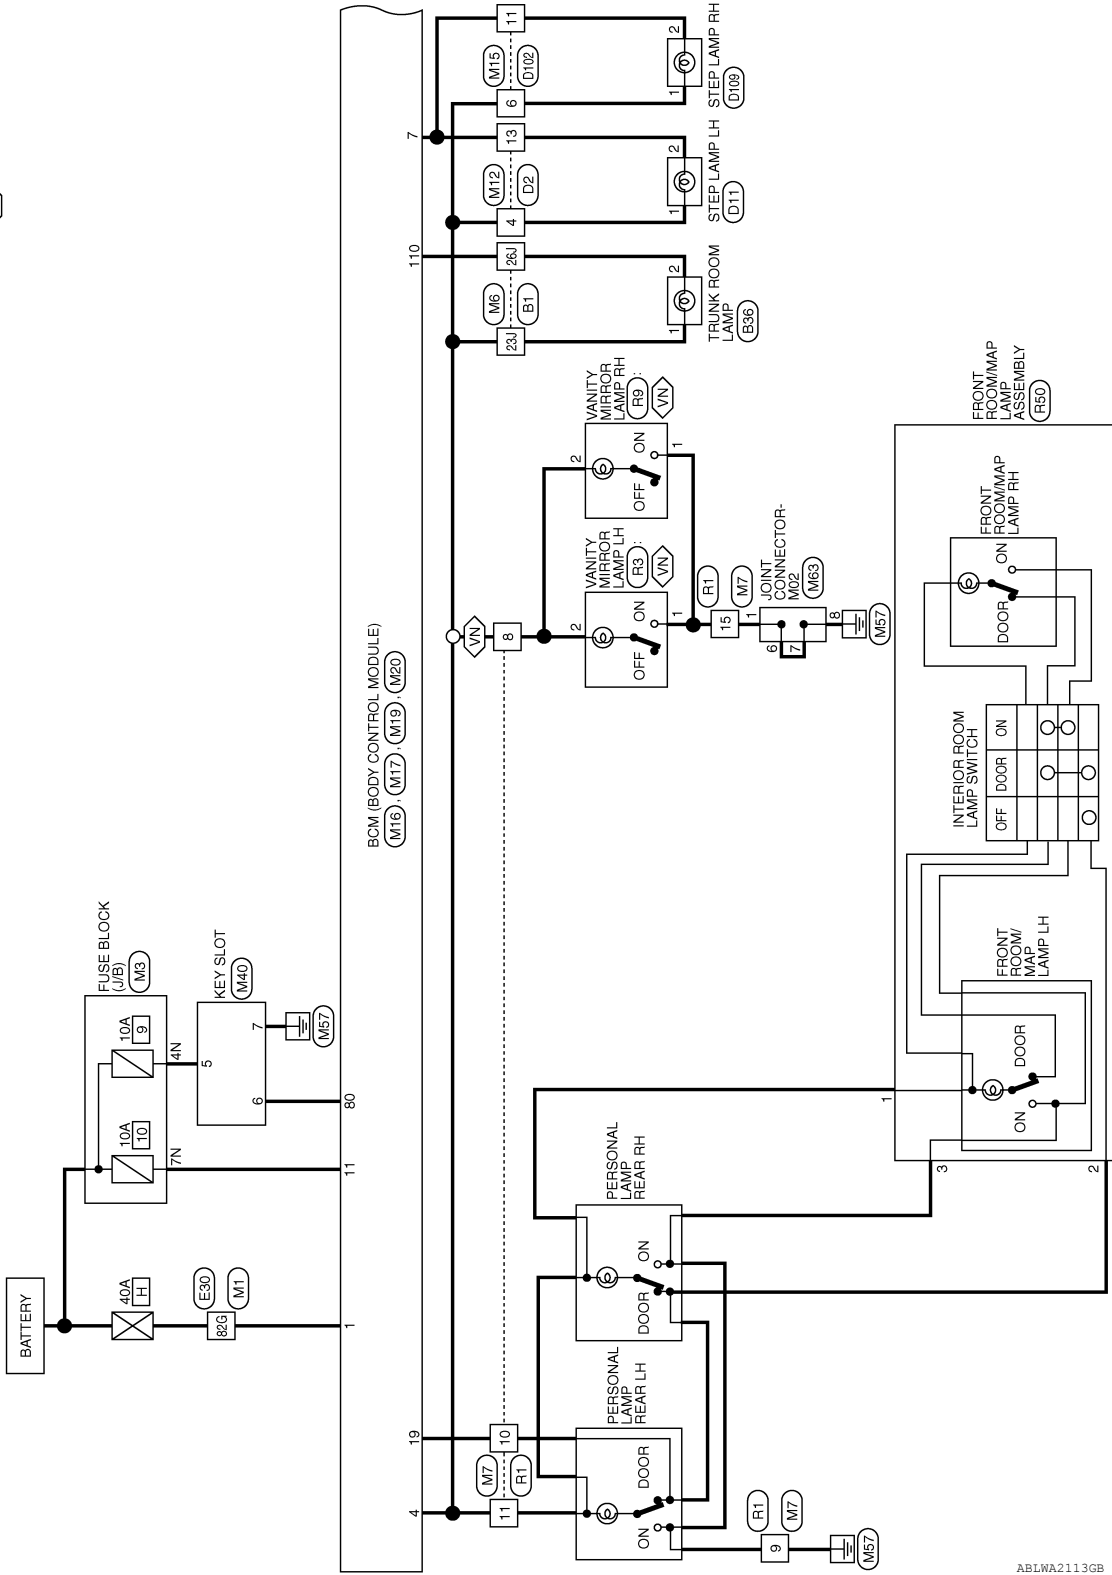 BATTERY
40A
H
E30
M1
82G
1
FUSE BLOCK
(J/B)
M3
10A
10
7N
11
10A
9
4N
KEY SLOT
M40
5
6
7
80
M57
BCM (BODY CONTROL MODULE)
M16 , M17 , M19 , M20
4
19
110
7
11
10
M7
R1
PERSONAL
LAMP
REAR LH
ON
DOOR
R1
M7
9
M57
PERSONAL
LAMP
REAR RH
DOOR
ON
VN
8
VANITY
MIRROR
LAMP LH
R3 :
VN
2
OFF
ON
1
VANITY
MIRROR
LAMP RH
R9 :
VN
2
OFF
ON
1
R1
M7
15
JOINT
CONNECTOR-
M02
M63
1
6
7
8
M57
M6
B1
23J
26J
1
2
TRUNK ROOM
LAMP
B36
M12
D2
4
13
1
2
STEP LAMP LH
D11
M15
D102
6
11
1
2
STEP LAMP RH
D109
FRONT
ROOM/MAP
LAMP
ASSEMBLY
R50
1
3
2
FRONT
ROOM/
MAP
LAMP LH
ON
DOOR
INTERIOR ROOM
LAMP SWITCH
OFF DOOR ON
FRONT
ROOM/MAP
LAMP RH
DOOR
ON
ABLWA2113GB